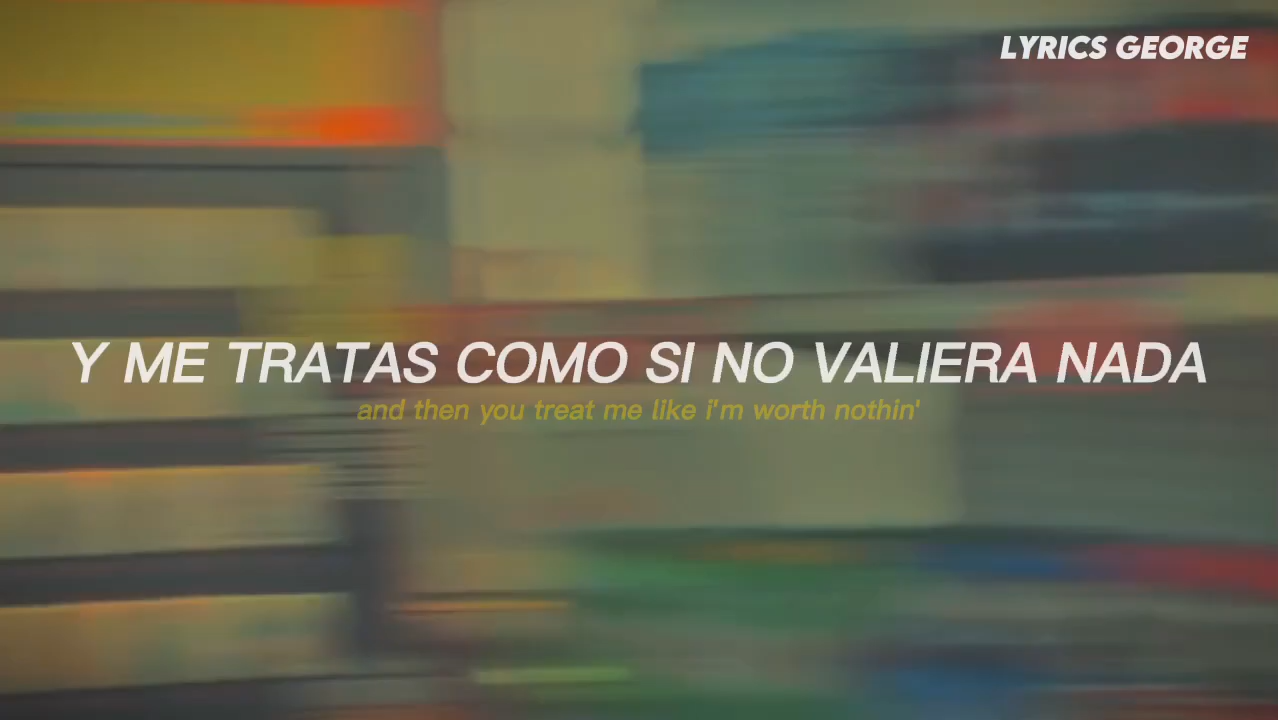 LYRICS GEORGE
Y ME TRATAS COMO SI NO VALIERA NADA
and then you treat me like i'm worth nothin'